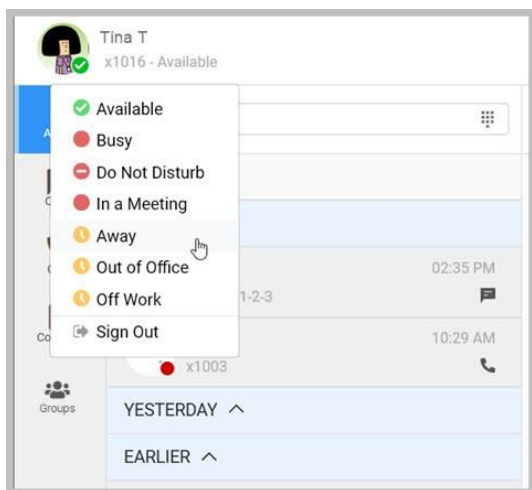 Tina T
x1016 - Available
Available
Busy
Do Not Disturb
In a Meeting
Away
Out of Office
Off Work
Sign Out
02:35 PM
1-2-3
10:29 AM
x1003
Groups
YESTERDAY
EARLIER